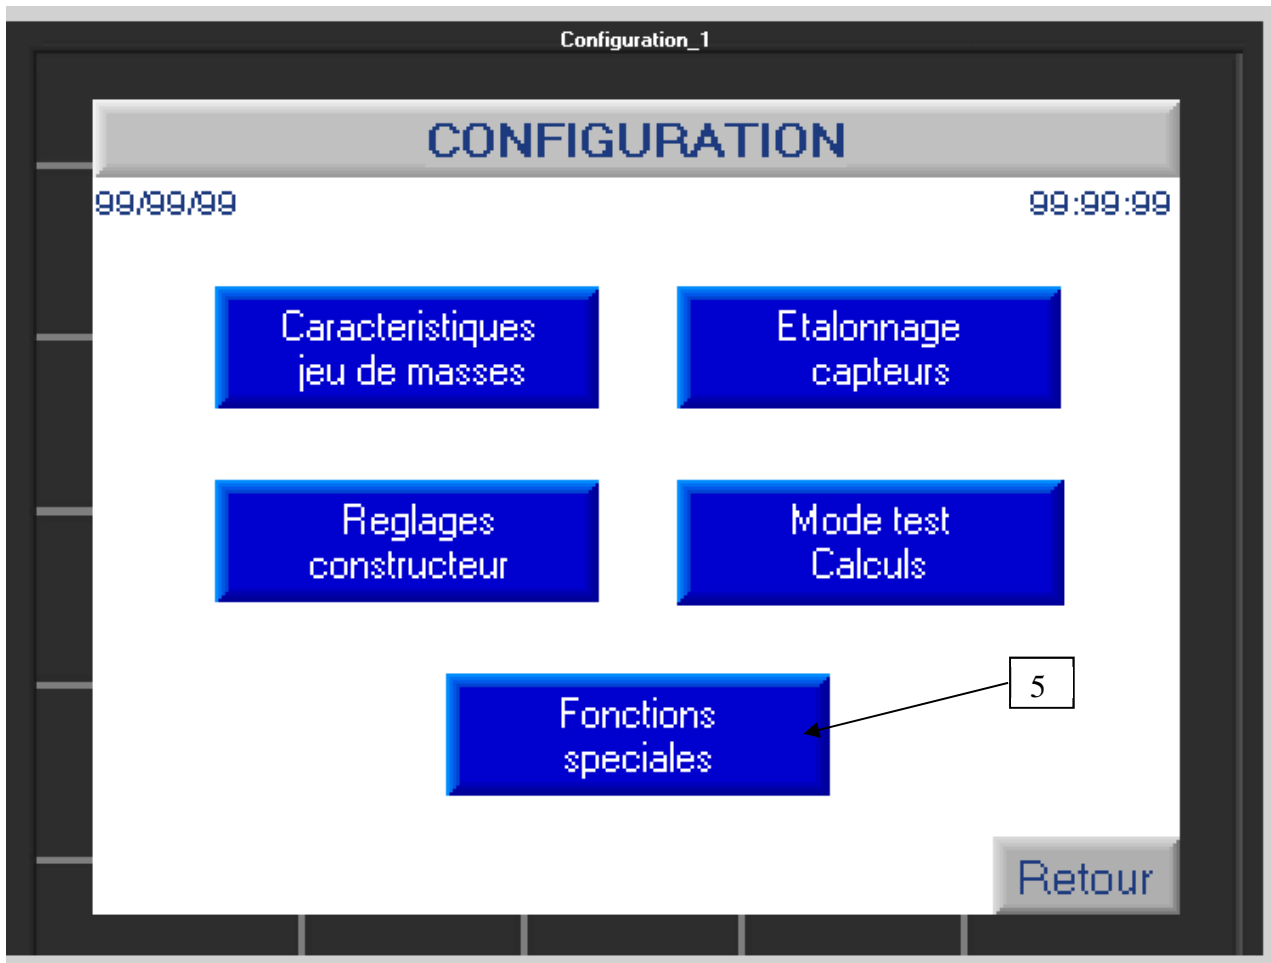 Configuration_1
CONFIGURATION
99/99/99
99:99:99
Caracteristiques
jeu de masses
Etalonnage
capteurs
Reglages
constructeur
Mode test
Calculs
5
Fonctions
speciales
Retour